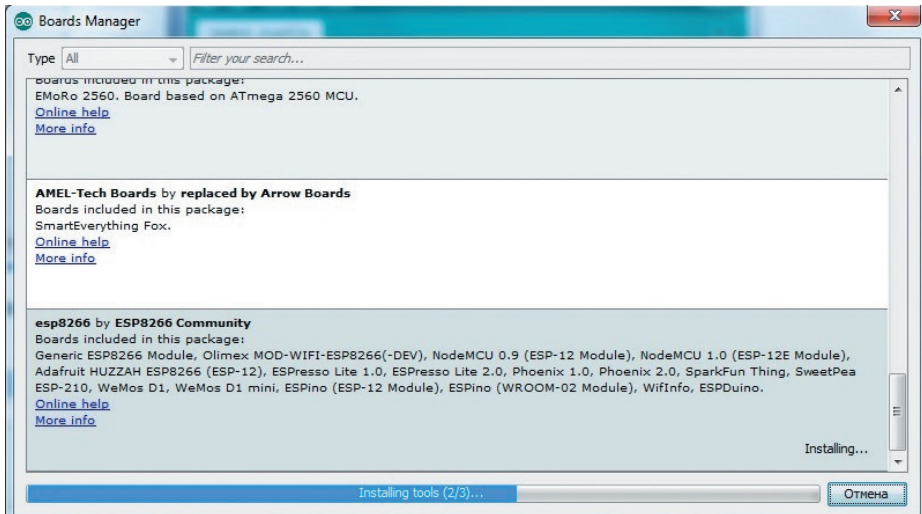 Boards Manager
Type All Filter your search...
Boards included in this package:
EMoRo 2560. Board based on ATmega 2560 MCU.
Online help
More info
AMEL-Tech Boards by replaced by Arrow Boards
Boards included in this package:
SmartEverything Fox.
Online help
More info
esp8266 by ESP8266 Community
Boards included in this package:
Generic ESP8266 Module, Olimex MOD-WIFI-ESP8266(-DEV), NodeMCU 0.9 (ESP-12 Module), NodeMCU 1.0 (ESP-12E Module),
Adafruit HUZZAH ESP8266 (ESP-12), ESPresso Lite 1.0, ESPresso Lite 2.0, Phoenix 1.0, Phoenix 2.0, SparkFun Thing, SweetPea
ESP-210, WeMos D1, WeMos D1 mini, ESPino (ESP-12 Module), ESPino (WROOM-02 Module), WifInfo, ESPDuino.
Online help
More info
Installing...
Installing tools (2/3)...
Отмена